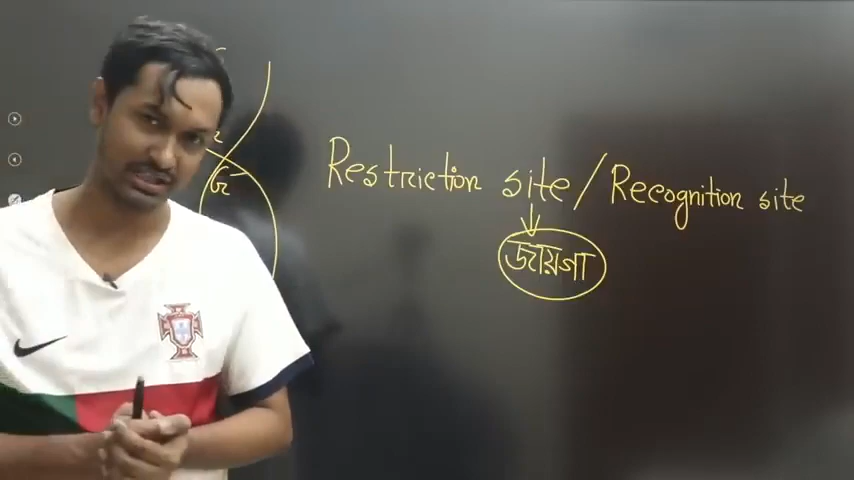 Restriction site/Recognition site
জায়গা